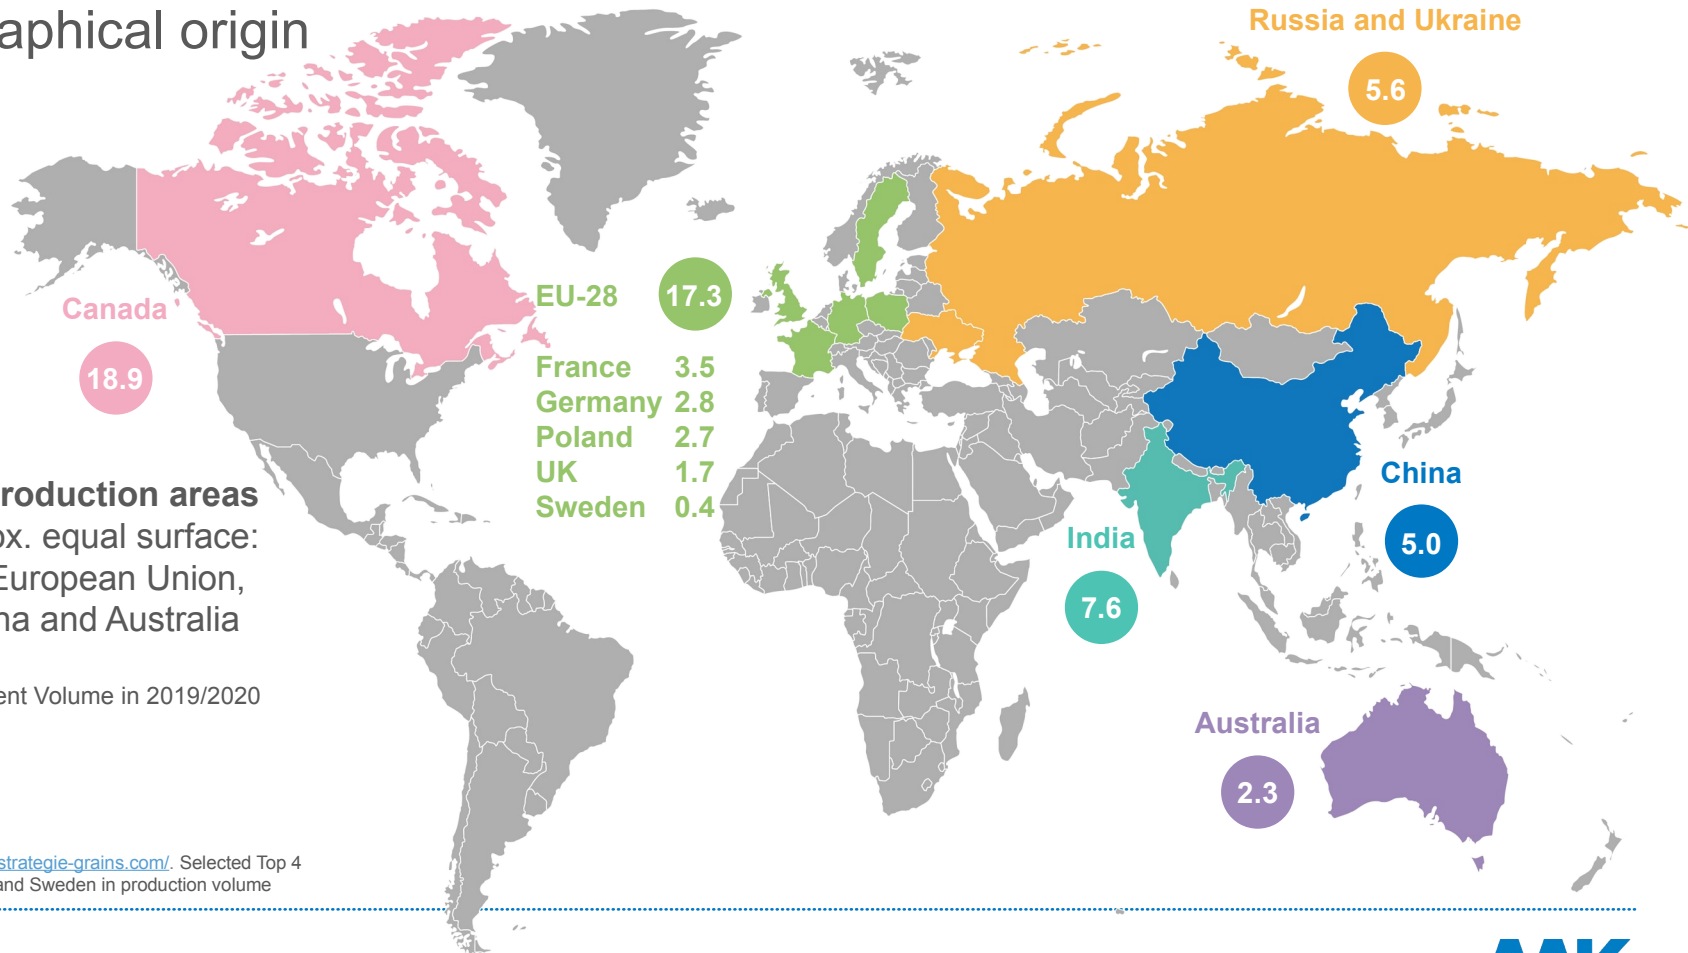 aphical origin
Russia and Ukraine
5.6
Canada
18.9
EU-28 17.3
France 3.5
Germany 2.8
Poland 2.7
UK 1.7
Sweden 0.4
roduction areas
ox. equal surface:
European Union,
na and Australia
ent Volume in 2019/2020
India
7.6
China
5.0
Australia
2.3
strategie-grains.com/. Selected Top 4
and Sweden in production volume
AAK